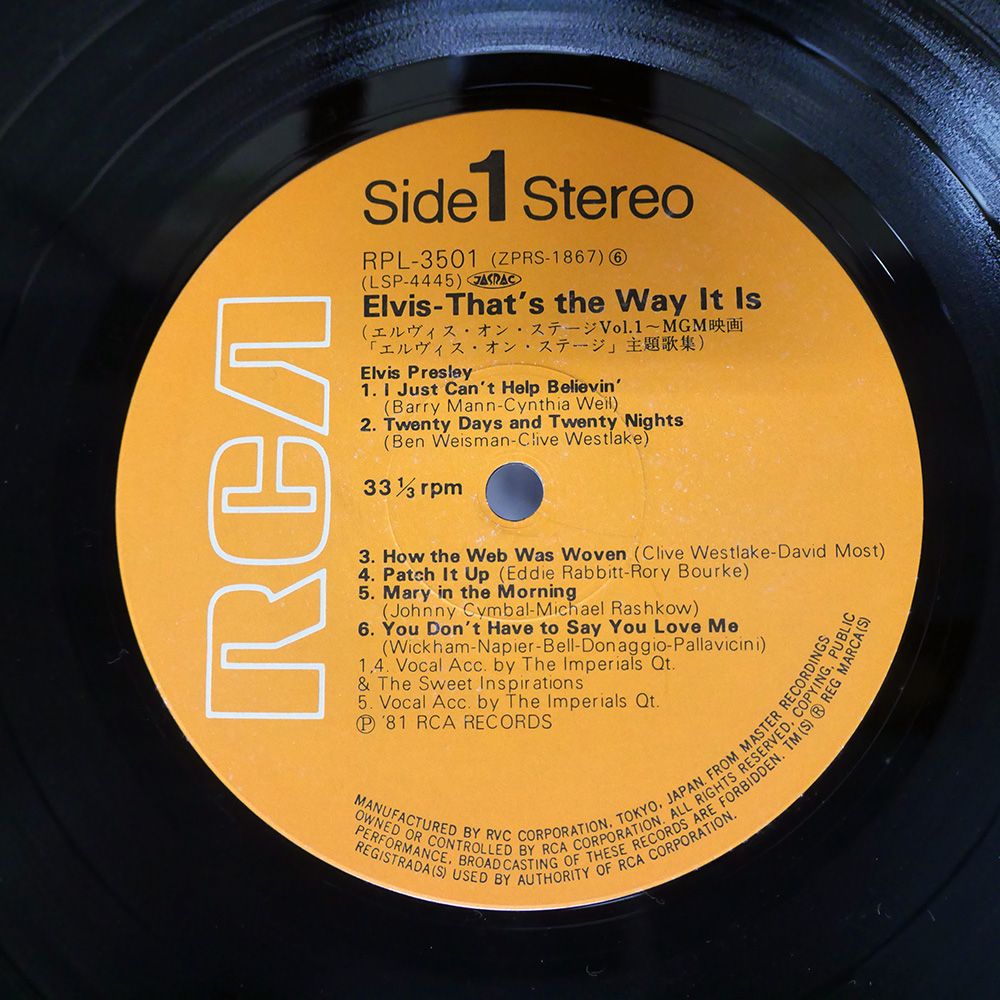 Side 1 Stereo
RPL-3501 (ZPRS-1867) ⑥
(LSP-4445) JASRAC
Elvis-That's the Way It Is
(エルヴィス・オン・ステージVol.1〜MGM映画
「エルヴィス・オン・ステージ」主題歌集)
Elvis Presley
1. I Just Can't Help Believin'
(Barry Mann-Cynthia Weil)
2. Twenty Days and Twenty Nights
(Ben Weisman-Clive Westlake)
33 ⅓ rpm
3. How the Web Was Woven (Clive Westlake-David Most)
4. Patch It Up (Eddie Rabbitt-Rory Bourke)
5. Mary in the Morning
(Johnny Cymbal-Michael Rashkow)
6. You Don't Have to Say You Love Me
(Wickham-Napier-Bell-Donaggio-Pallavicini)
1,4. Vocal Acc. by The Imperials Qt.
& The Sweet Inspirations
5. Vocal Acc. by The Imperials Qt.
Ⓟ '81 RCA RECORDS
RCA
MANUFACTURED BY RVC CORPORATION, TOKYO, JAPAN. FROM MASTER RECORDINGS
OWNED OR CONTROLLED BY RCA CORPORATION. ALL RIGHTS RESERVED, COPYING, PUBLIC
PERFORMANCE, BROADCASTING OF THESE RECORDS ARE FORBIDDEN. TM(S) ® REG MARCA(S)
REGISTRADA(S) USED BY AUTHORITY OF RCA CORPORATION.